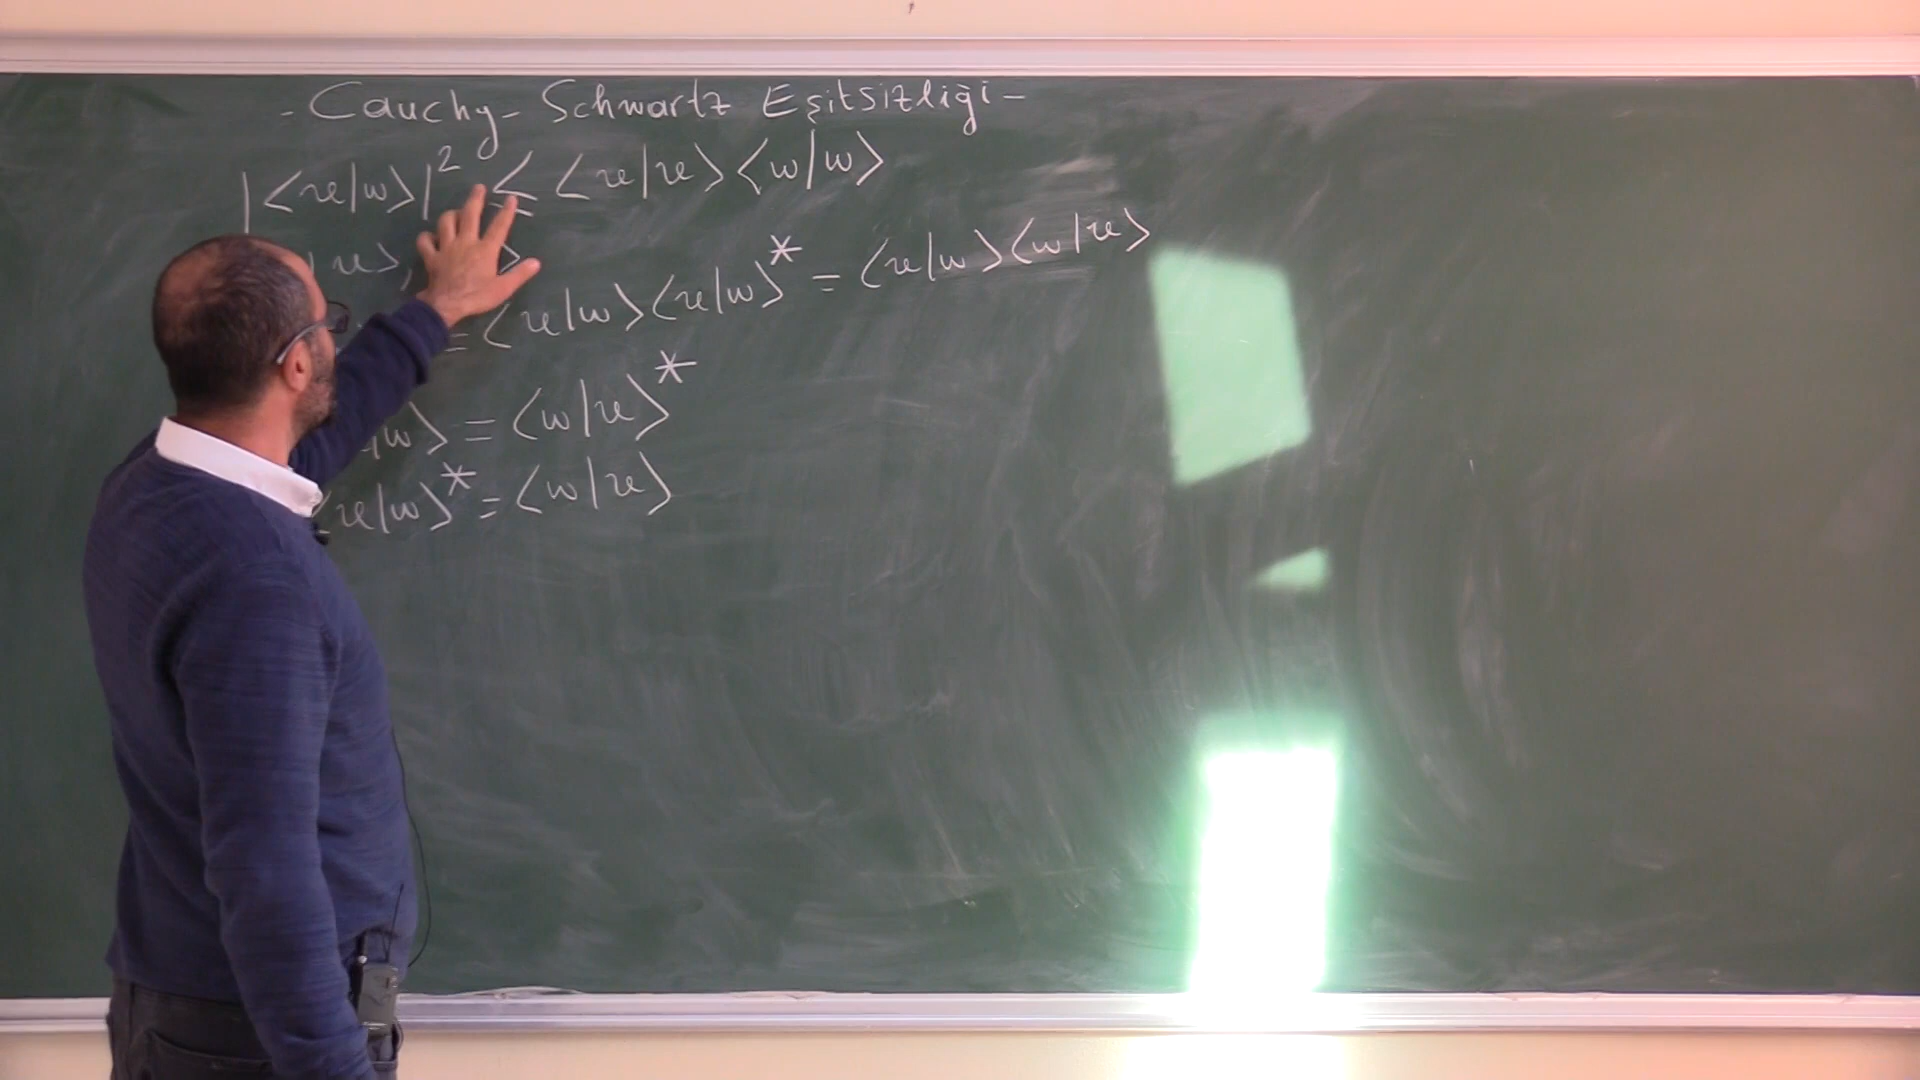 - Cauchy - Schwartz Eşitsizliği -
|<v|w>|² ≤ <v|v><w|w>
|v>, >
= <v|w><v|w>* = <v|w><w|v>
|w> = <w|v>*
<v|w>* = <w|v>